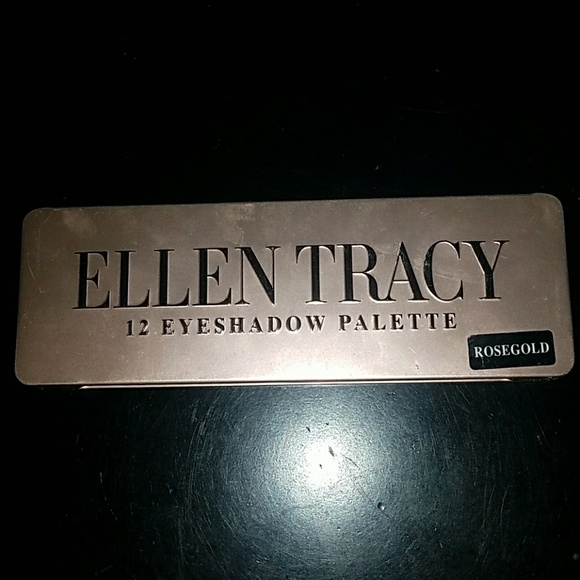 ELLEN TRACY
12 EYESHADOW PALETTE
ROSEGOLD